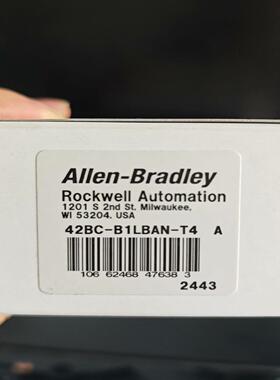 Allen-Bradley
Rockwell Automation
1201 S 2nd St. Milwaukee,
WI 53204. USA
42BC-B1LBAN-T4 A
106 62468 47638 3
2443